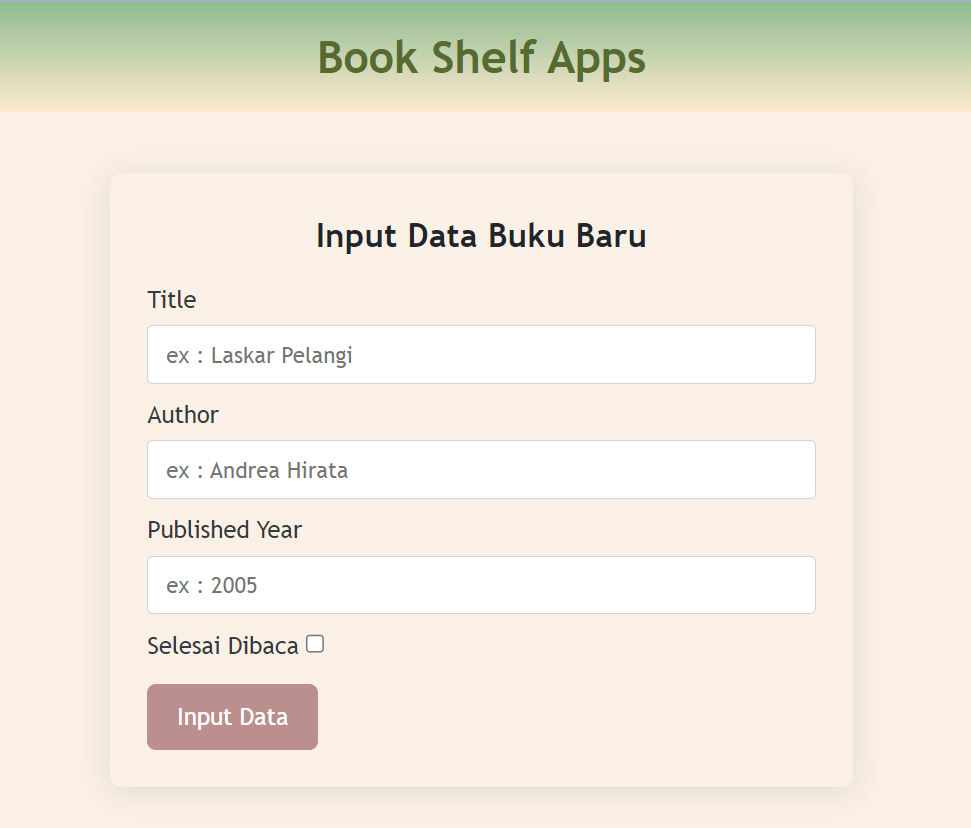 Book Shelf Apps
Input Data Buku Baru
Title
ex : Laskar Pelangi
Author
ex : Andrea Hirata
Published Year
ex : 2005
Selesai Dibaca
Input Data